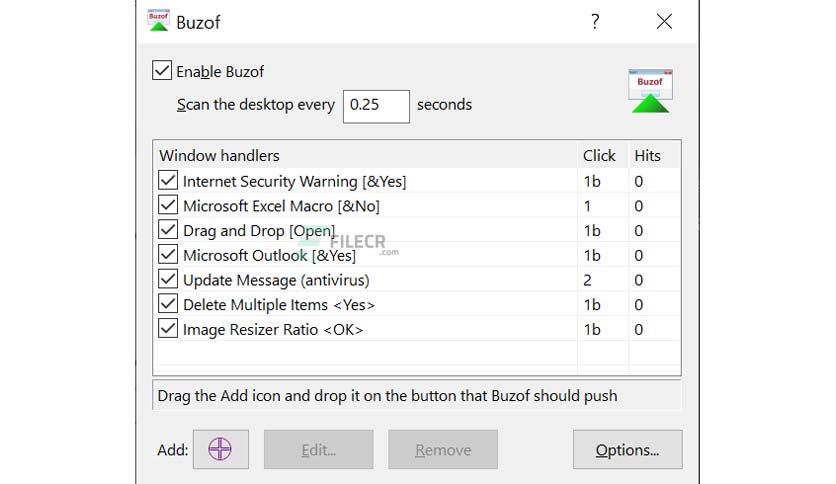 Buzof
Buzof
?
Enable Buzof
Scan the desktop every 0.25 seconds
Buzof
Window handlers Click Hits
Internet Security Warning [&Yes] 1b 0
Microsoft Excel Macro [&No] 1 0
Drag and Drop [Open] 1b 0
FILECR
.com
Microsoft Outlook [&Yes] 1b 0
Update Message (antivirus) 2 0
Delete Multiple Items <Yes> 1b 0
Image Resizer Ratio <OK> 1b 0
Drag the Add icon and drop it on the button that Buzof should push
Add: Edit... Remove Options...